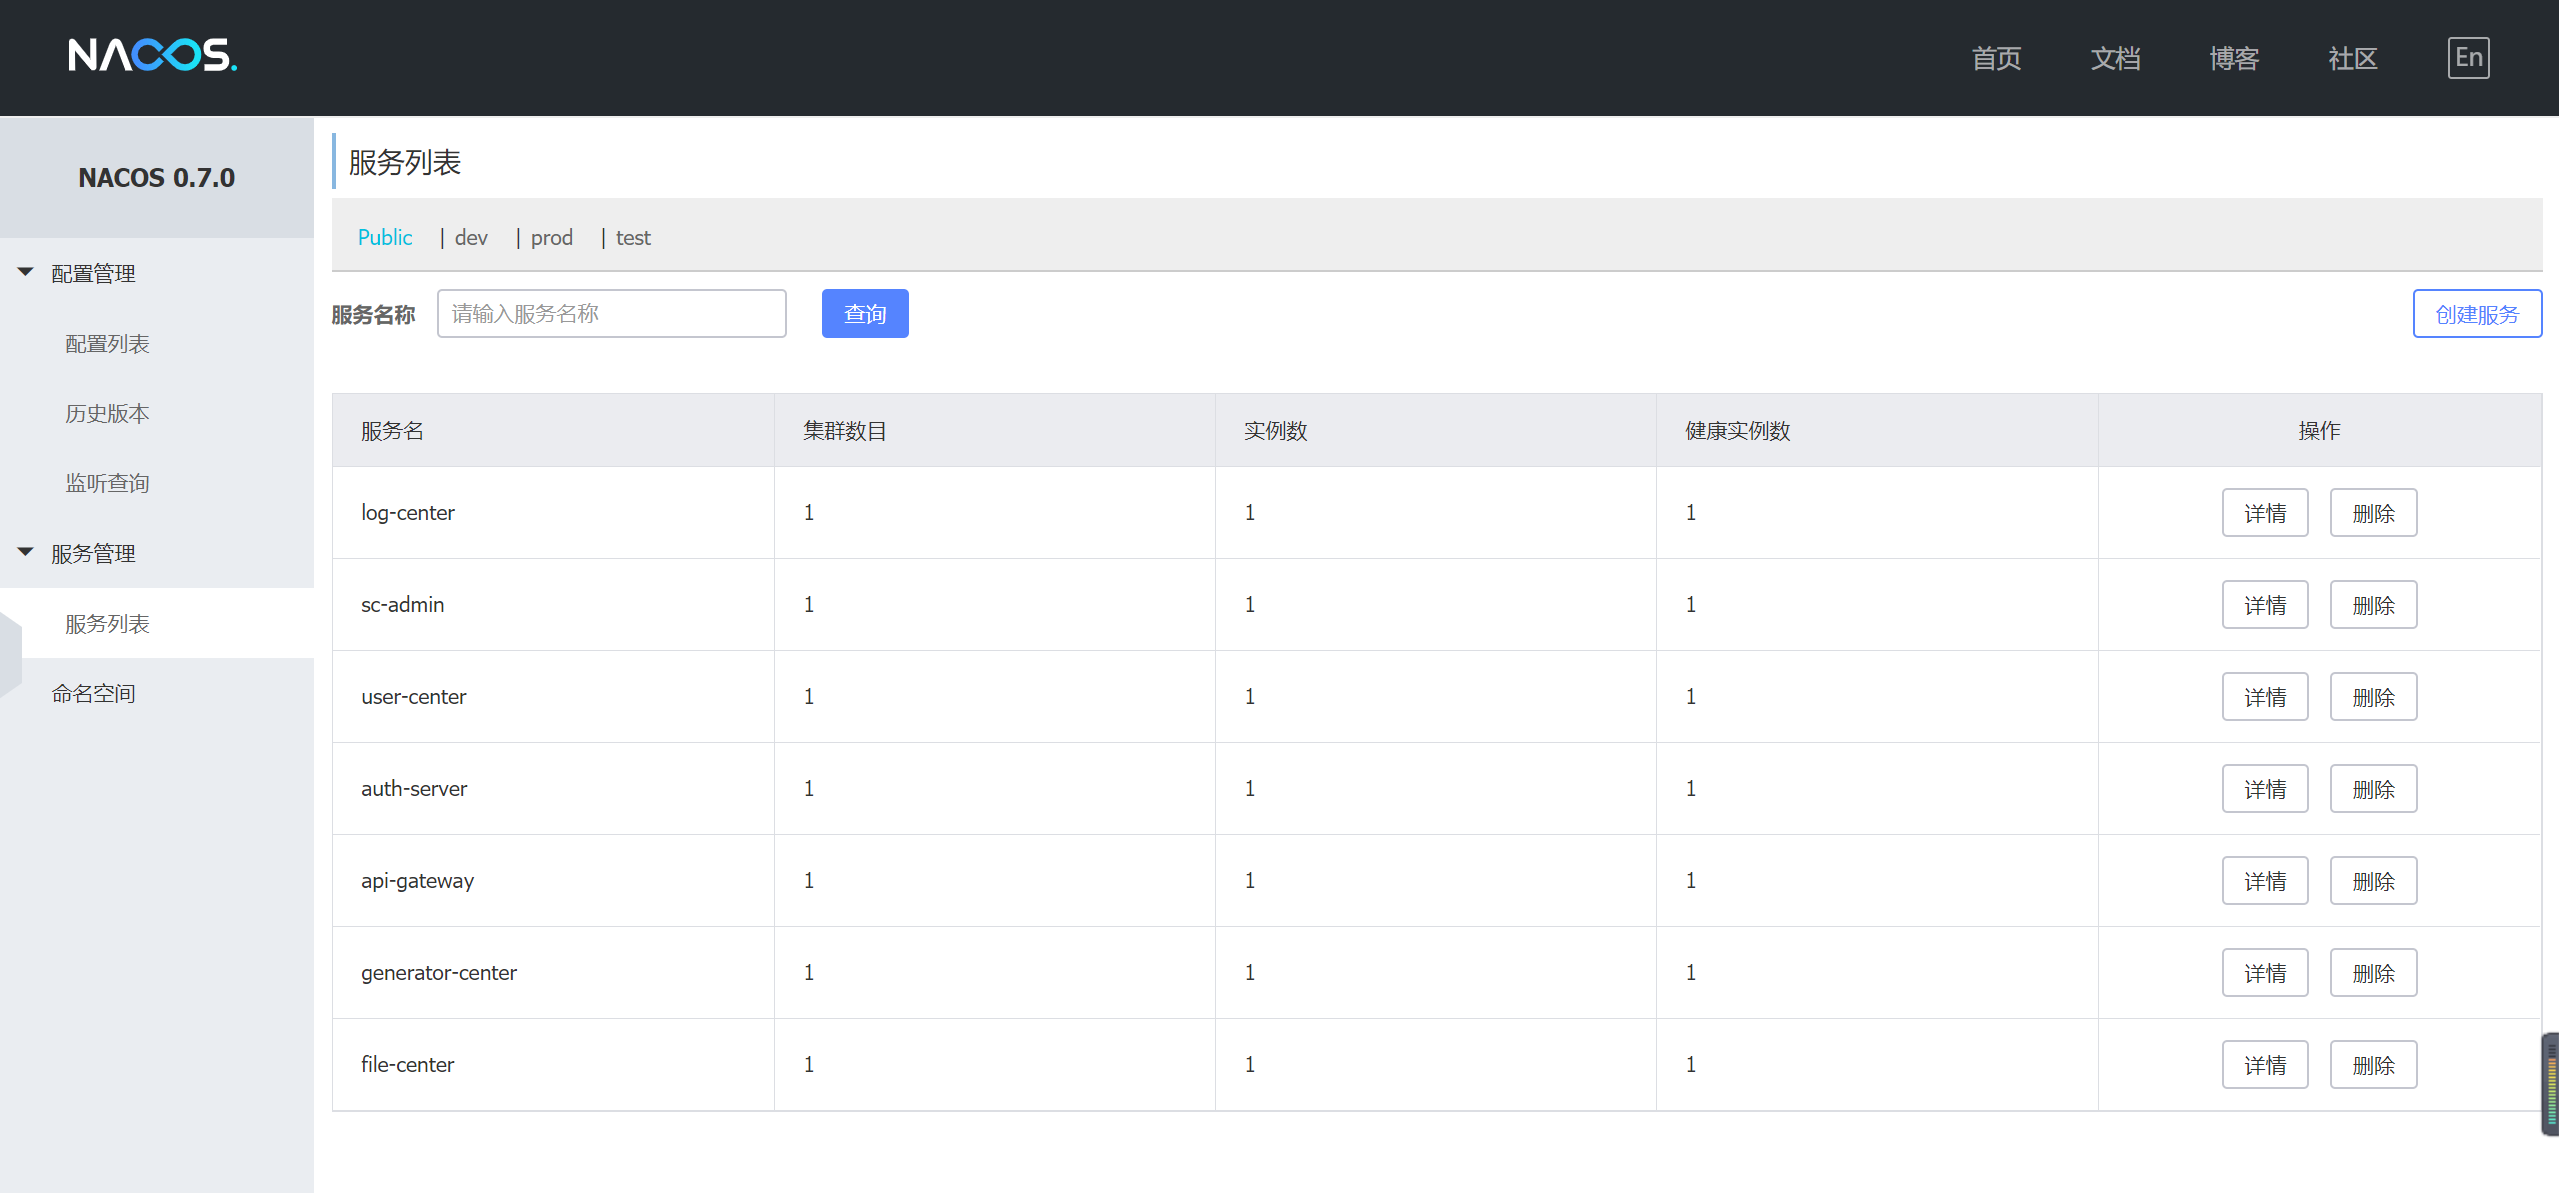 NACOS.
首页 文档 博客 社区 En
NACOS 0.7.0
配置管理
配置列表
历史版本
监听查询
服务管理
服务列表
命名空间
服务列表
Public | dev | prod | test
服务名称 请输入服务名称 查询 创建服务
服务名 集群数目 实例数 健康实例数 操作
log-center 1 1 1 详情 删除
sc-admin 1 1 1 详情 删除
user-center 1 1 1 详情 删除
auth-server 1 1 1 详情 删除
api-gateway 1 1 1 详情 删除
generator-center 1 1 1 详情 删除
file-center 1 1 1 详情 删除